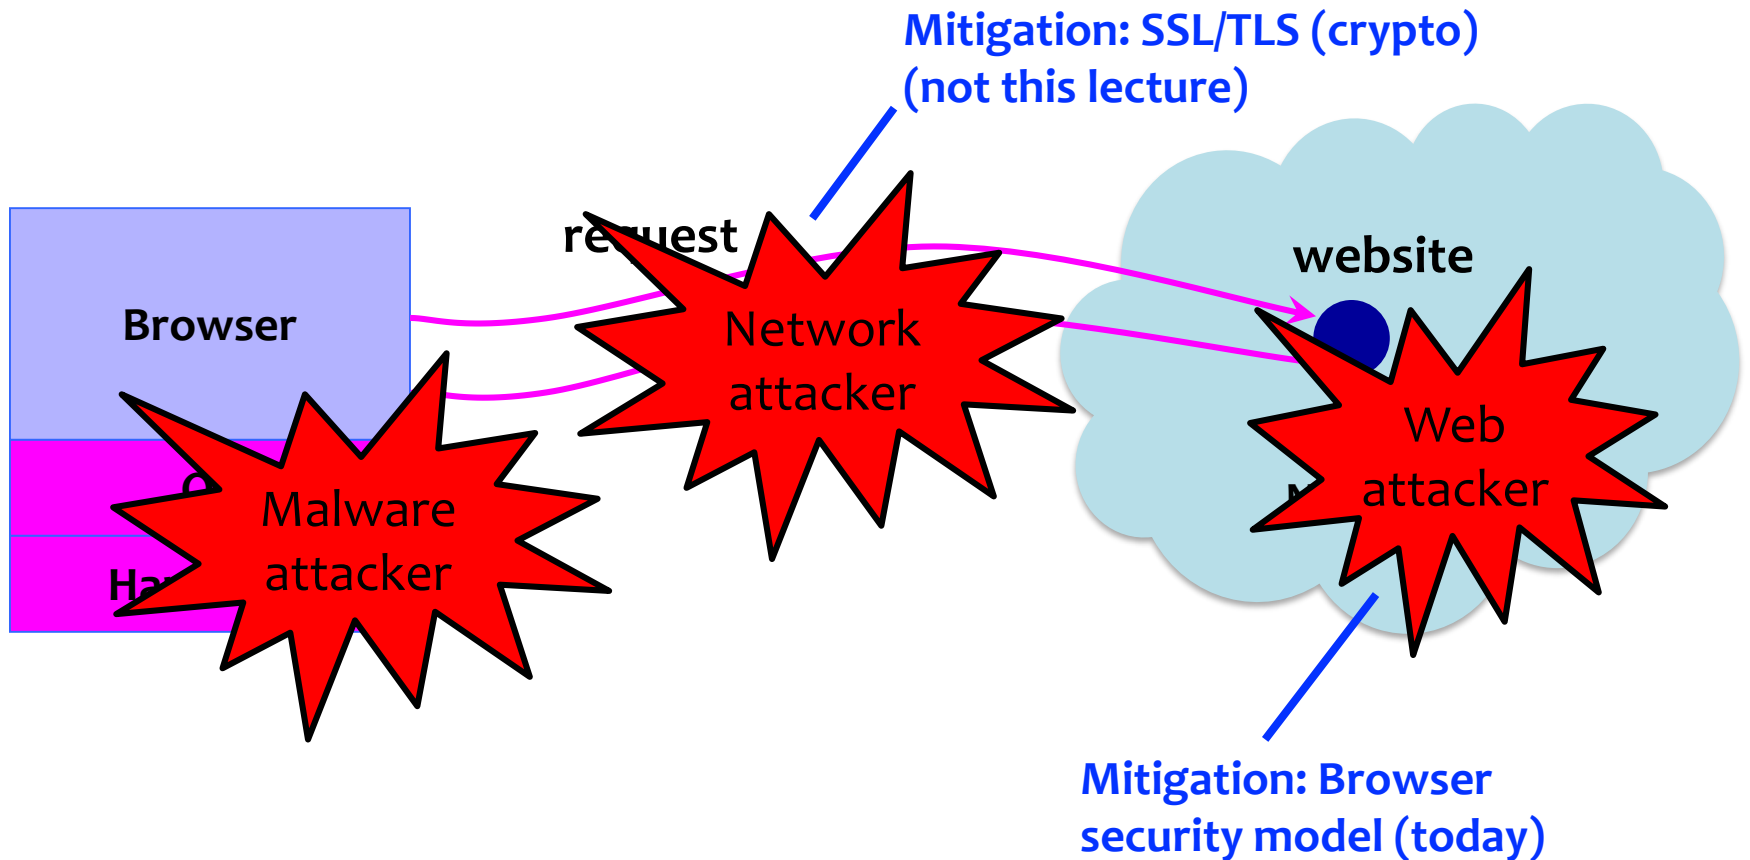 Mitigation: SSL/TLS (crypto)
(not this lecture)
request
website
Browser
Network
attacker
Web
attacker
Malware
attacker
Mitigation: Browser
security model (today)